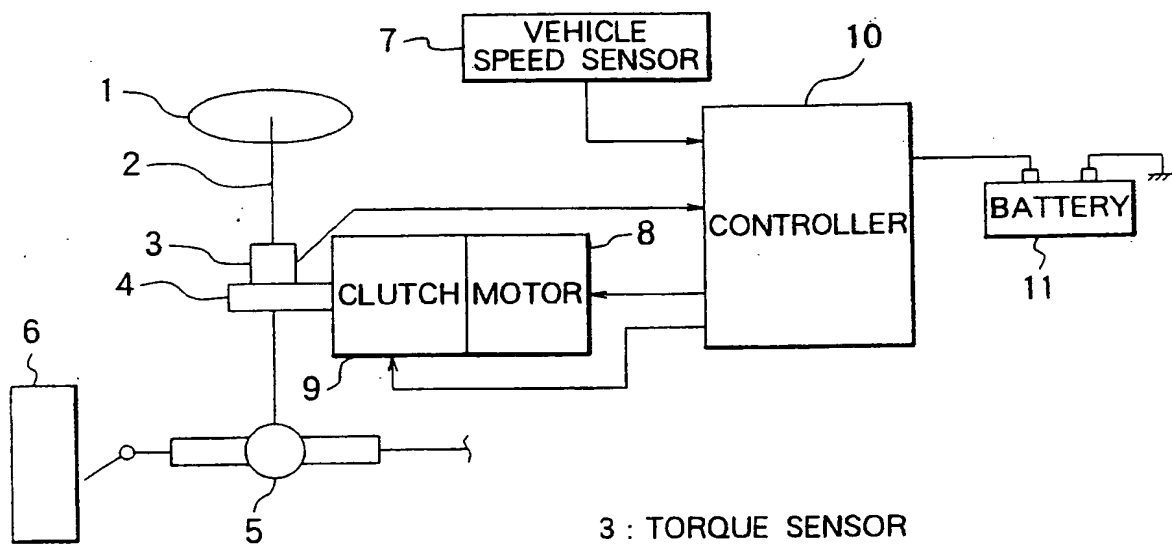 7
VEHICLE
SPEED SENSOR
10
1
2
3
4
8
CLUTCH
MOTOR
CONTROLLER
BATTERY
11
9
6
5
3 : TORQUE SENSOR